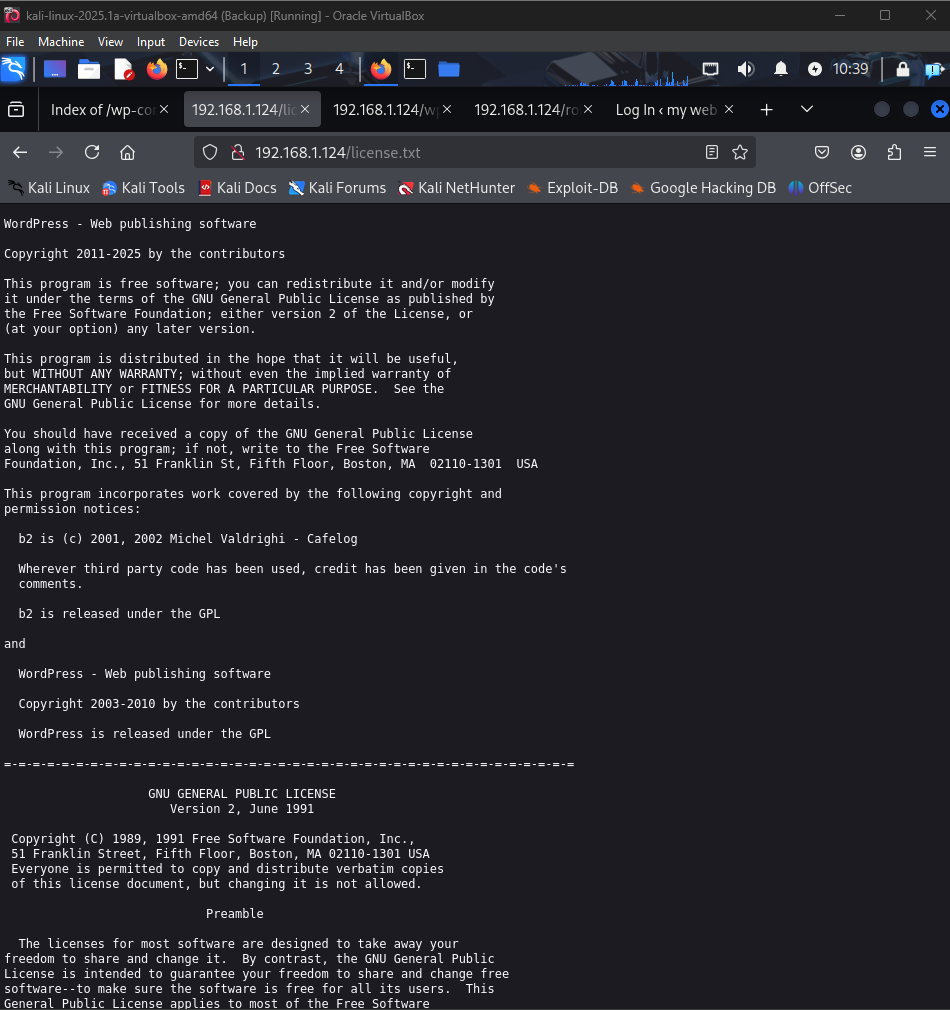 kali-linux-2025.1a-virtualbox-amd64 (Backup) [Running] - Oracle VirtualBox
File Machine View Input Devices Help
1 2 3 4 10:39
Index of /wp-co 192.168.1.124/lic 192.168.1.124/wp 192.168.1.124/ro Log In ‹ my web
192.168.1.124/license.txt
Kali Linux Kali Tools Kali Docs Kali Forums Kali NetHunter Exploit-DB Google Hacking DB OffSec
WordPress - Web publishing software
Copyright 2011-2025 by the contributors
This program is free software; you can redistribute it and/or modify
it under the terms of the GNU General Public License as published by
the Free Software Foundation; either version 2 of the License, or
(at your option) any later version.
This program is distributed in the hope that it will be useful,
but WITHOUT ANY WARRANTY; without even the implied warranty of
MERCHANTABILITY or FITNESS FOR A PARTICULAR PURPOSE.  See the
GNU General Public License for more details.
You should have received a copy of the GNU General Public License
along with this program; if not, write to the Free Software
Foundation, Inc., 51 Franklin St, Fifth Floor, Boston, MA  02110-1301  USA
This program incorporates work covered by the following copyright and
permission notices:
b2 is (c) 2001, 2002 Michel Valdrighi - Cafelog
Wherever third party code has been used, credit has been given in the code's
comments.
b2 is released under the GPL
and
WordPress - Web publishing software
Copyright 2003-2010 by the contributors
WordPress is released under the GPL
=-=-=-=-=-=-=-=-=-=-=-=-=-=-=-=-=-=-=-=-=-=-=-=-=-=-=-=-=-=-=-=-=-=-=-=-=-=-=-=
GNU GENERAL PUBLIC LICENSE
Version 2, June 1991
Copyright (C) 1989, 1991 Free Software Foundation, Inc.,
51 Franklin Street, Fifth Floor, Boston, MA 02110-1301 USA
Everyone is permitted to copy and distribute verbatim copies
of this license document, but changing it is not allowed.
Preamble
The licenses for most software are designed to take away your
freedom to share and change it.  By contrast, the GNU General Public
License is intended to guarantee your freedom to share and change free
software--to make sure the software is free for all its users.  This
General Public License applies to most of the Free Software